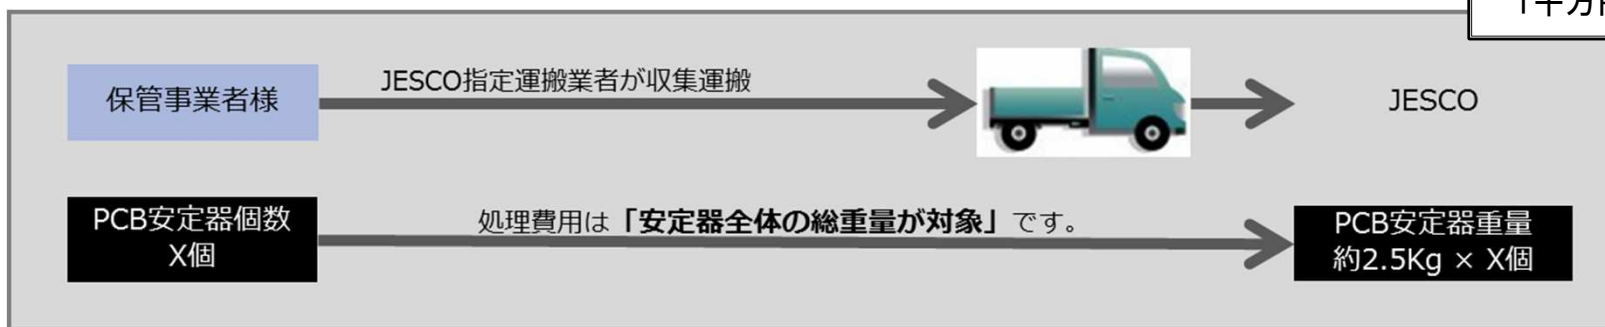 保管事業者様
JESCO指定運搬業者が収集運搬
JESCO
PCB安定器個数
X個
処理費用は「安定器全体の総重量が対象」です。
PCB安定器重量
約2.5Kg × X個